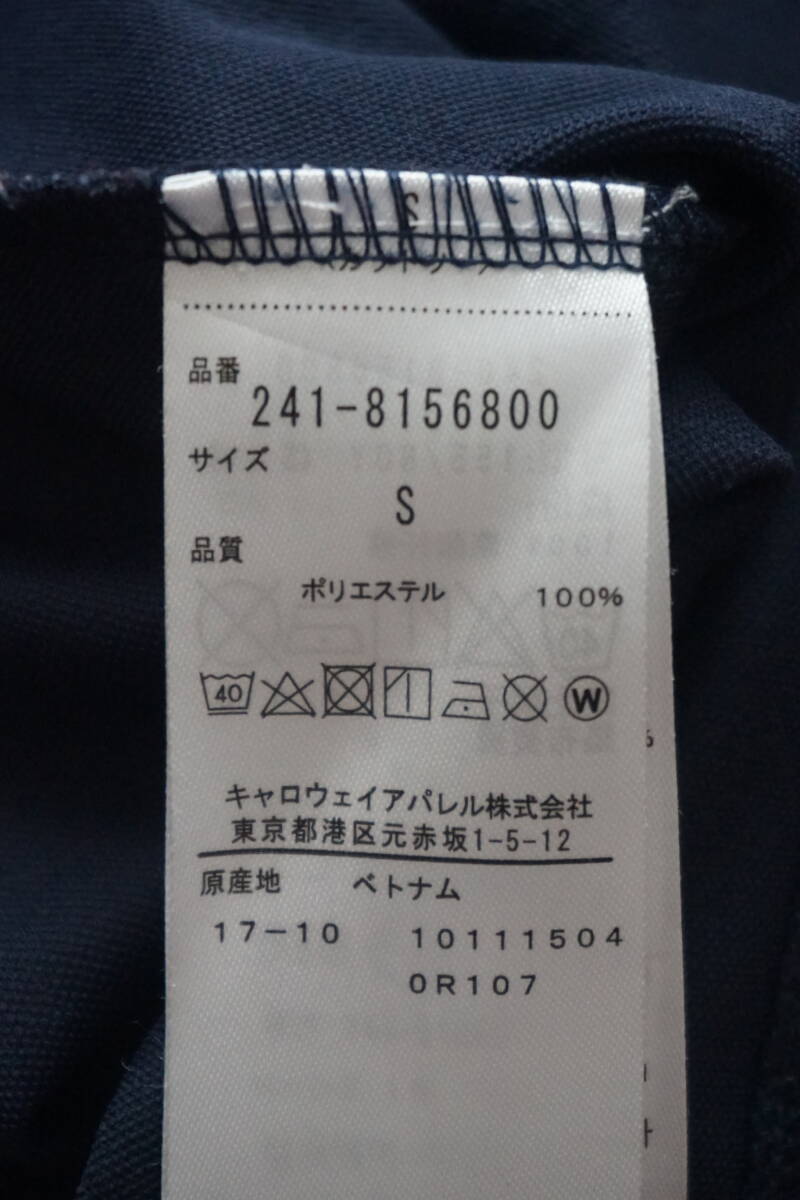 S
品番
241-8156800
サイズ
S
品質
ポリエステル 100%
40
W
キャロウェイアパレル株式会社
東京都港区元赤坂1-5-12
原産地 ベトナム
17-10 10111504
0R107